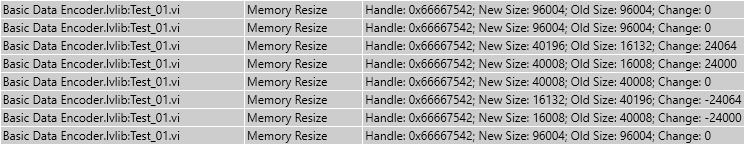 Basic Data Encoder.lvlib:Test_01.vi Memory Resize Handle: 0x66667542; New Size: 96004; Old Size: 96004; Change: 0
Basic Data Encoder.lvlib:Test_01.vi Memory Resize Handle: 0x66667542; New Size: 96004; Old Size: 96004; Change: 0
Basic Data Encoder.lvlib:Test_01.vi Memory Resize Handle: 0x66667542; New Size: 40196; Old Size: 16132; Change: 24064
Basic Data Encoder.lvlib:Test_01.vi Memory Resize Handle: 0x66667542; New Size: 40008; Old Size: 16008; Change: 24000
Basic Data Encoder.lvlib:Test_01.vi Memory Resize Handle: 0x66667542; New Size: 40008; Old Size: 40008; Change: 0
Basic Data Encoder.lvlib:Test_01.vi Memory Resize Handle: 0x66667542; New Size: 16132; Old Size: 40196; Change: -24064
Basic Data Encoder.lvlib:Test_01.vi Memory Resize Handle: 0x66667542; New Size: 16008; Old Size: 40008; Change: -24000
Basic Data Encoder.lvlib:Test_01.vi Memory Resize Handle: 0x66667542; New Size: 96004; Old Size: 96004; Change: 0